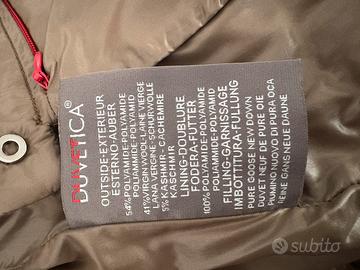 DUVETICA®
OUTSIDE-EXTERIEUR
ESTERNO-AUßER
54% POLYAMIDE-POLYAMIDE
POLIAMMIDE-POLYAMID
41% VIRGIN WOOL-LAINE VIERGE
LANA VERGINE-SCHURWOLLE
5% KASHMIR-CACHEMIRE
KASCHMIR
LINING-DOUBLURE
FODERA-FUTTER
100% POLYAMIDE-POLYAMIDE
POLIAMMIDE-POLYAMID
FILLING-GARNISSAGE
IMBOTTITURA-FULLUNG
PURE GOOSE NEW DOWN
DUVET NEUF DE PURE OIE
PIUMINO NUOVO DI PURA OCA
REINE GANS NEUE DAUNE
subito